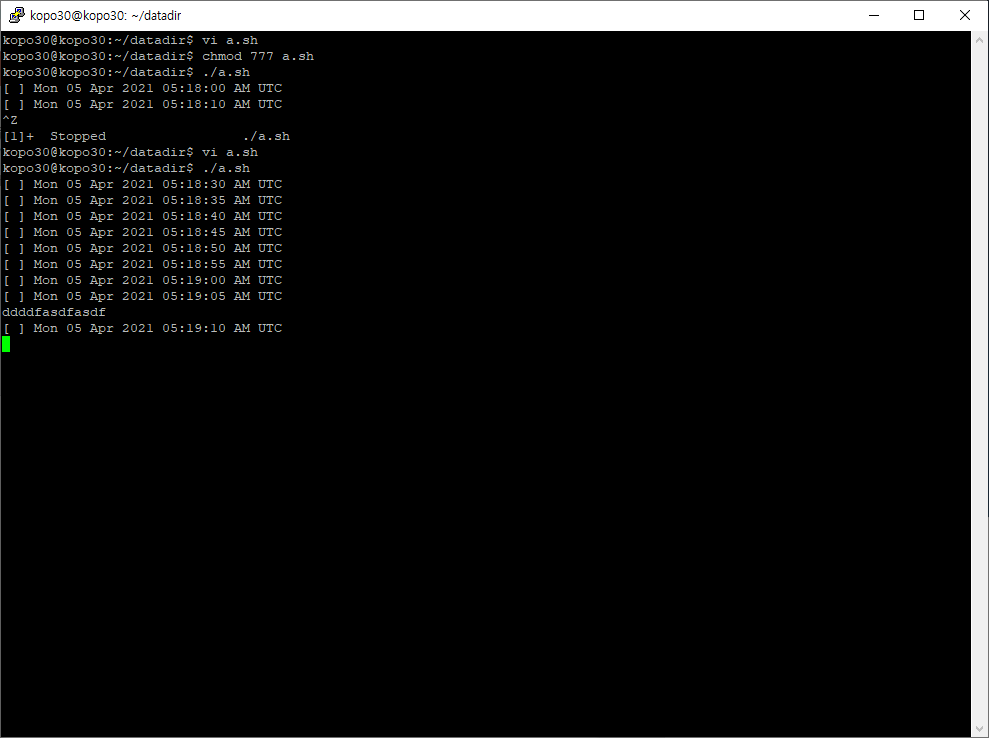 kopo30@kopo30: ~/datadir
kopo30@kopo30:~/datadir$ vi a.sh
kopo30@kopo30:~/datadir$ chmod 777 a.sh
kopo30@kopo30:~/datadir$ ./a.sh
[ ] Mon 05 Apr 2021 05:18:00 AM UTC
[ ] Mon 05 Apr 2021 05:18:10 AM UTC
^Z
[1]+  Stopped                 ./a.sh
kopo30@kopo30:~/datadir$ vi a.sh
kopo30@kopo30:~/datadir$ ./a.sh
[ ] Mon 05 Apr 2021 05:18:30 AM UTC
[ ] Mon 05 Apr 2021 05:18:35 AM UTC
[ ] Mon 05 Apr 2021 05:18:40 AM UTC
[ ] Mon 05 Apr 2021 05:18:45 AM UTC
[ ] Mon 05 Apr 2021 05:18:50 AM UTC
[ ] Mon 05 Apr 2021 05:18:55 AM UTC
[ ] Mon 05 Apr 2021 05:19:00 AM UTC
[ ] Mon 05 Apr 2021 05:19:05 AM UTC
ddddfasdfasdf
[ ] Mon 05 Apr 2021 05:19:10 AM UTC